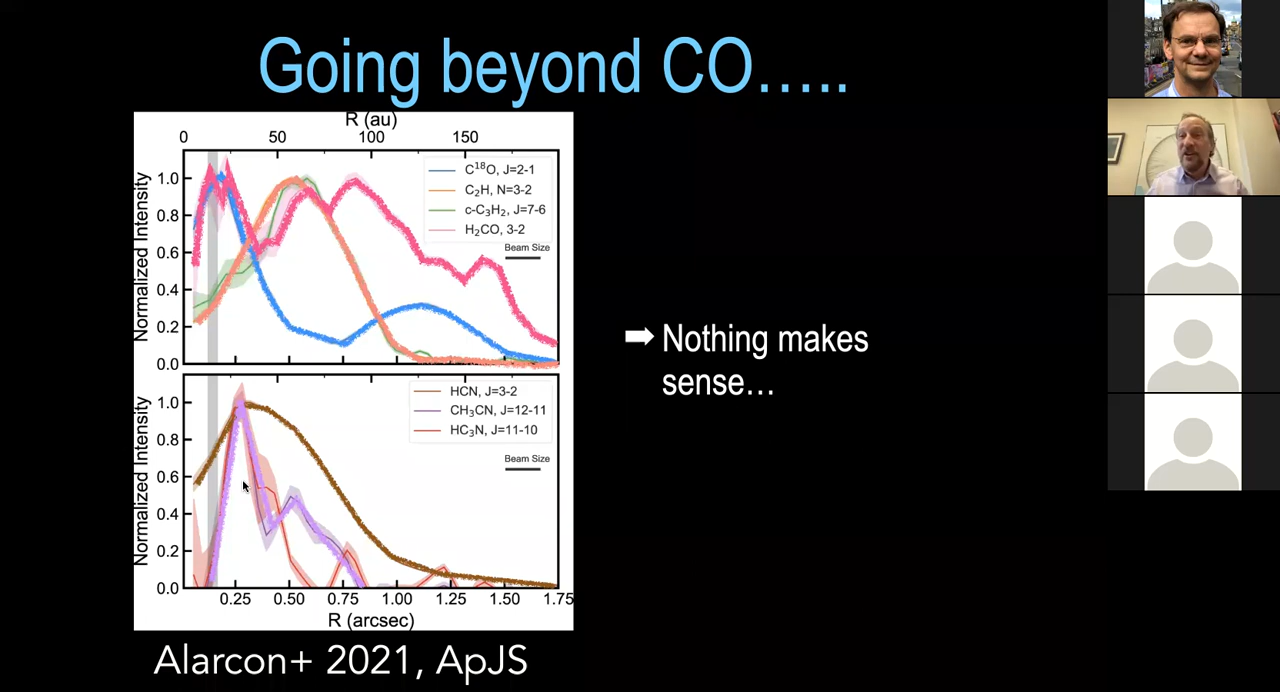 Going beyond CO…..
R (au)
0 50 100 150
Normalized Intensity
1.0
0.8
0.6
0.4
0.2
0.0
C¹⁸O, J=2-1
C₂H, N=3-2
c-C₃H₂, J=7-6
H₂CO, 3-2
Beam Size
Normalized Intensity
1.0
0.8
0.6
0.4
0.2
0.0
HCN, J=3-2
CH₃CN, J=12-11
HC₃N, J=11-10
Beam Size
0.25 0.50 0.75 1.00 1.25 1.50 1.75
R (arcsec)
Alarcon+ 2021, ApJS
➡ Nothing makes
sense…